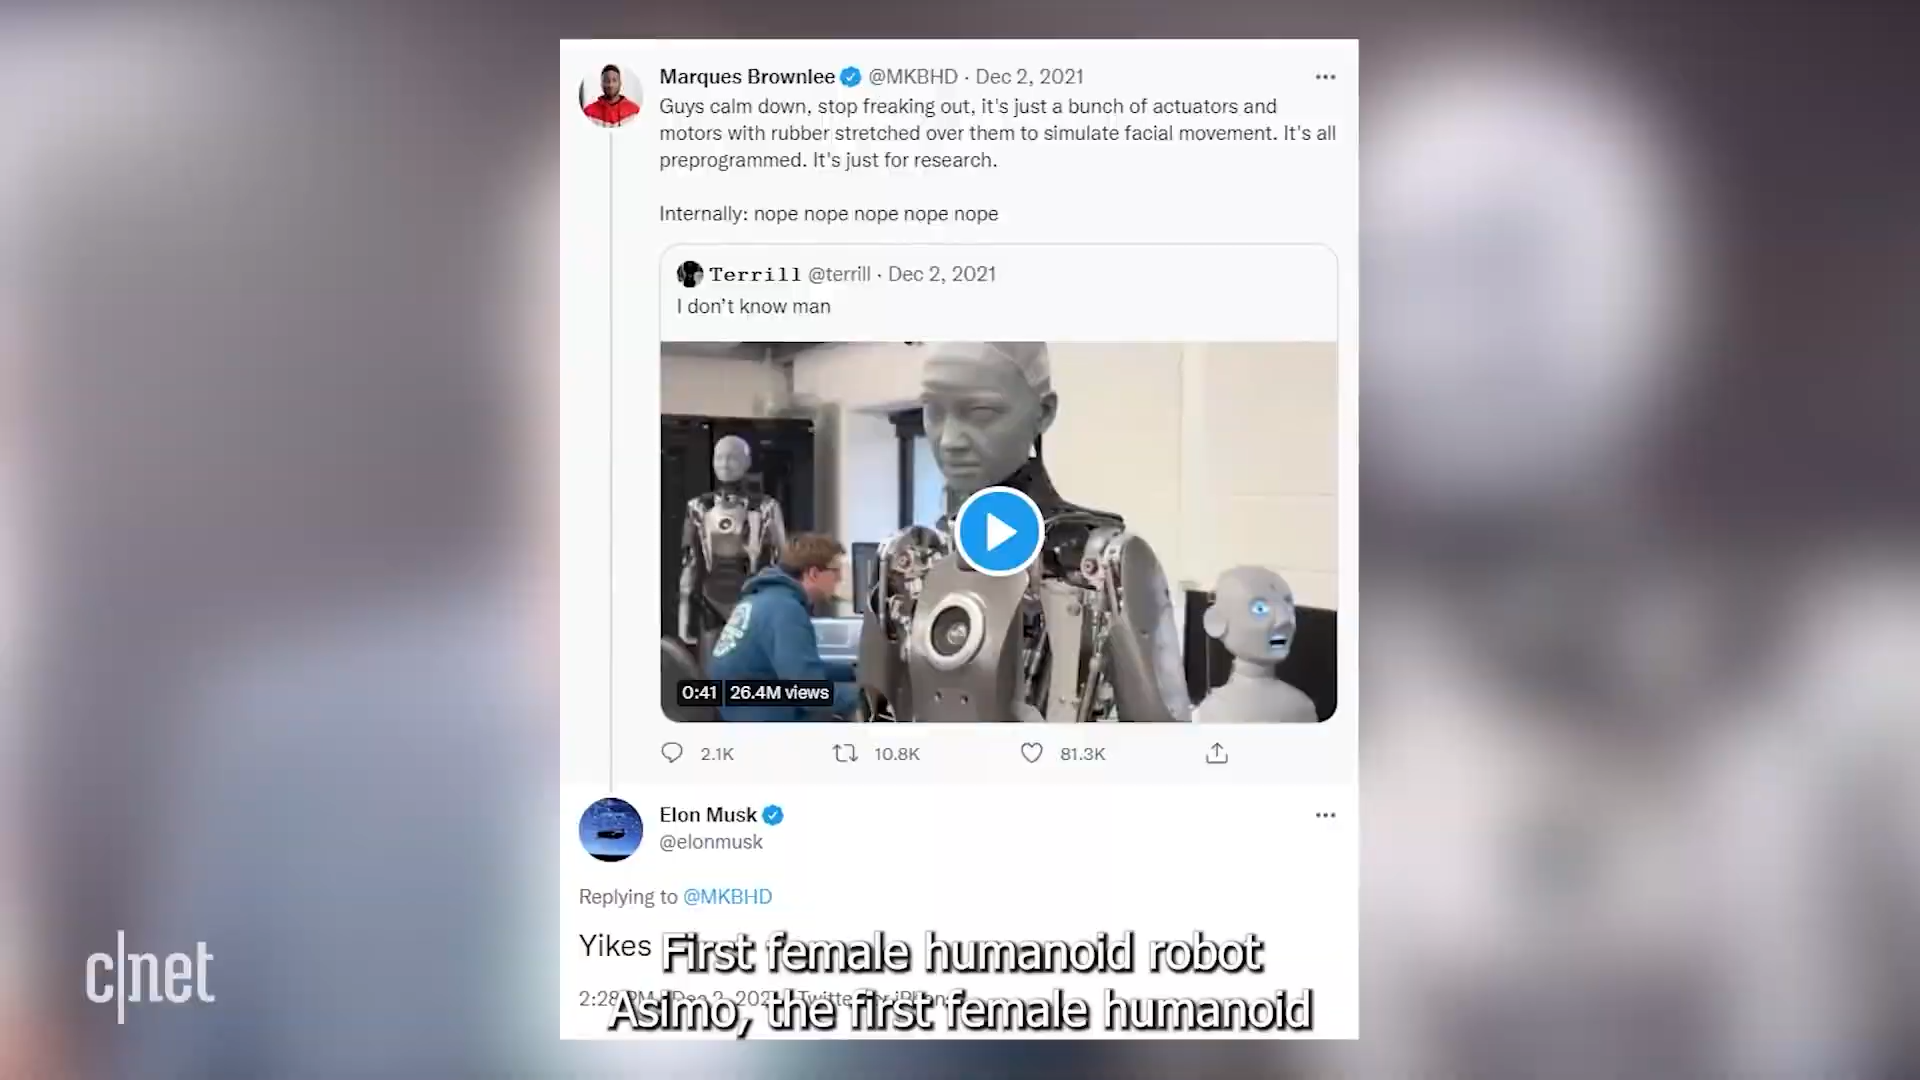 Marques Brownlee @MKBHD · Dec 2, 2021
Guys calm down, stop freaking out, it's just a bunch of actuators and
motors with rubber stretched over them to simulate facial movement. It's all
preprogrammed. It's just for research.
Internally: nope nope nope nope nope
Terrill @terrill · Dec 2, 2021
I don't know man
0:41 26.4M views
2.1K 10.8K 81.3K
Elon Musk
@elonmusk
Replying to @MKBHD
Yikes
First female humanoid robot
2:28 PM
Asimo, the first female humanoid
c|net